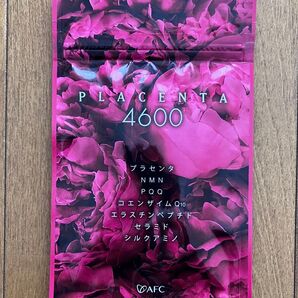 PLACENTA
4600
プラセンタ
NMN
PQQ
コエンザイムQ10
エラスチンペプチド
セラミド
シルクアミノ
AFC